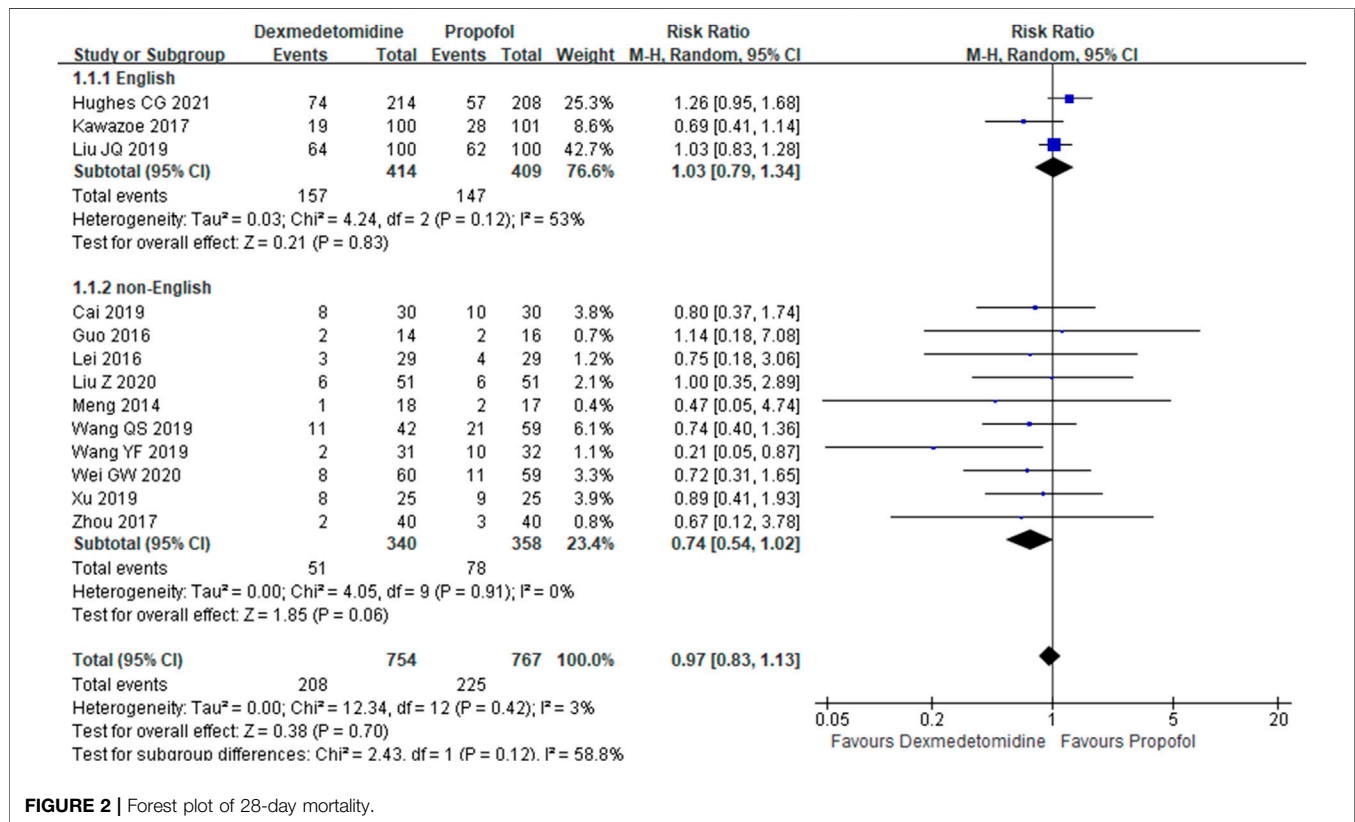 Dexmedetomidine Propofol Risk Ratio Risk Ratio
Study or Subgroup Events Total Events Total Weight M-H, Random, 95% CI M-H, Random, 95% CI
1.1.1 English
Hughes CG 2021 74 214 57 208 25.3% 1.26 [0.95, 1.68]
Kawazoe 2017 19 100 28 101 8.6% 0.69 [0.41, 1.14]
Liu JQ 2019 64 100 62 100 42.7% 1.03 [0.83, 1.28]
Subtotal (95% CI) 414 409 76.6% 1.03 [0.79, 1.34]
Total events 157 147
Heterogeneity: Tau² = 0.03; Chi² = 4.24, df = 2 (P = 0.12); I² = 53%
Test for overall effect: Z = 0.21 (P = 0.83)
1.1.2 non-English
Cai 2019 8 30 10 30 3.8% 0.80 [0.37, 1.74]
Guo 2016 2 14 2 16 0.7% 1.14 [0.18, 7.08]
Lei 2016 3 29 4 29 1.2% 0.75 [0.18, 3.06]
Liu Z 2020 6 51 6 51 2.1% 1.00 [0.35, 2.89]
Meng 2014 1 18 2 17 0.4% 0.47 [0.05, 4.74]
Wang QS 2019 11 42 21 59 6.1% 0.74 [0.40, 1.36]
Wang YF 2019 2 31 10 32 1.1% 0.21 [0.05, 0.87]
Wei GW 2020 8 60 11 59 3.3% 0.72 [0.31, 1.65]
Xu 2019 8 25 9 25 3.9% 0.89 [0.41, 1.93]
Zhou 2017 2 40 3 40 0.8% 0.67 [0.12, 3.78]
Subtotal (95% CI) 340 358 23.4% 0.74 [0.54, 1.02]
Total events 51 78
Heterogeneity: Tau² = 0.00; Chi² = 4.05, df = 9 (P = 0.91); I² = 0%
Test for overall effect: Z = 1.85 (P = 0.06)
Total (95% CI) 754 767 100.0% 0.97 [0.83, 1.13]
Total events 208 225
Heterogeneity: Tau² = 0.00; Chi² = 12.34, df = 12 (P = 0.42); I² = 3%
Test for overall effect: Z = 0.38 (P = 0.70)
Test for subgroup differences: Chi² = 2.43, df = 1 (P = 0.12), I² = 58.8%
0.05 0.2 1 5 20
Favours Dexmedetomidine Favours Propofol
FIGURE 2 | Forest plot of 28-day mortality.